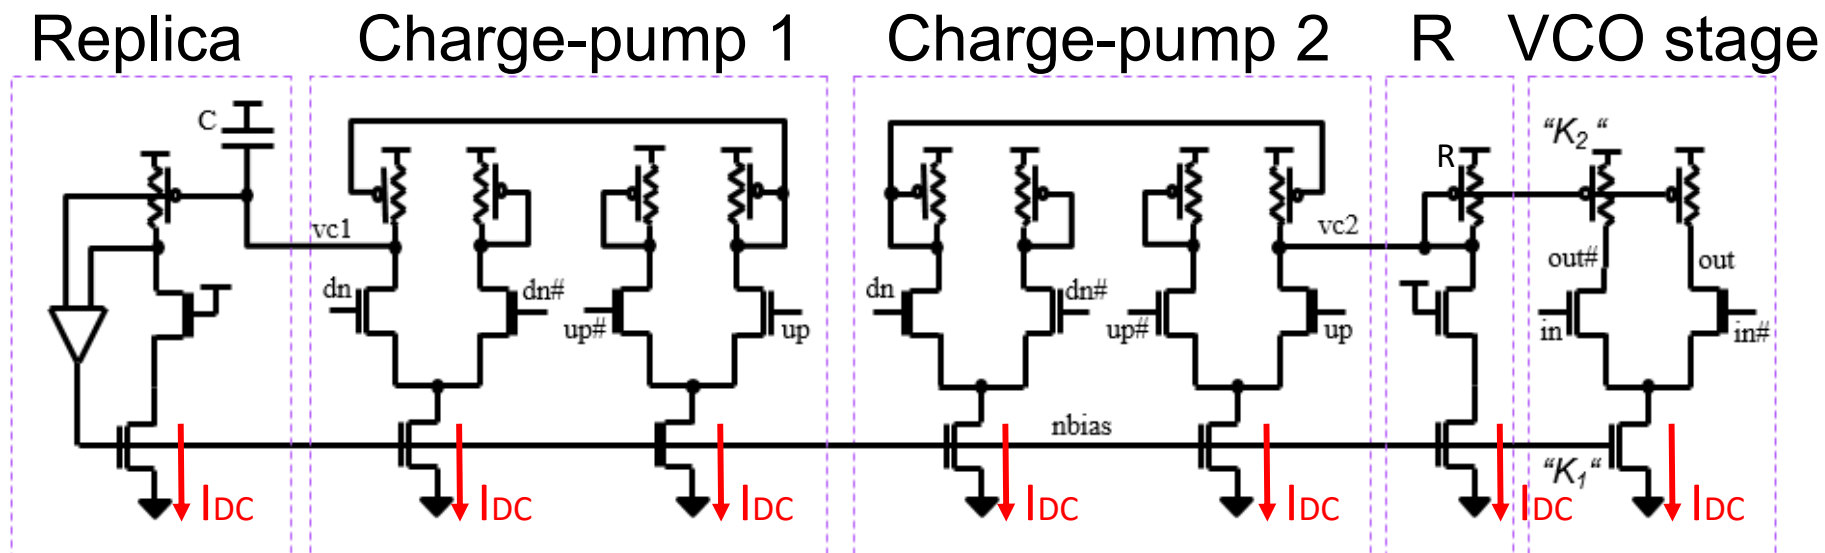 Replica
Charge-pump 1
Charge-pump 2
R
VCO stage
C
vc1
dn
dn#
up#
up
dn
dn#
up#
up
vc2
R
“K2“
out#
out
in
in#
nbias
“K1“
IDC
IDC
IDC
IDC
IDC
IDC
IDC